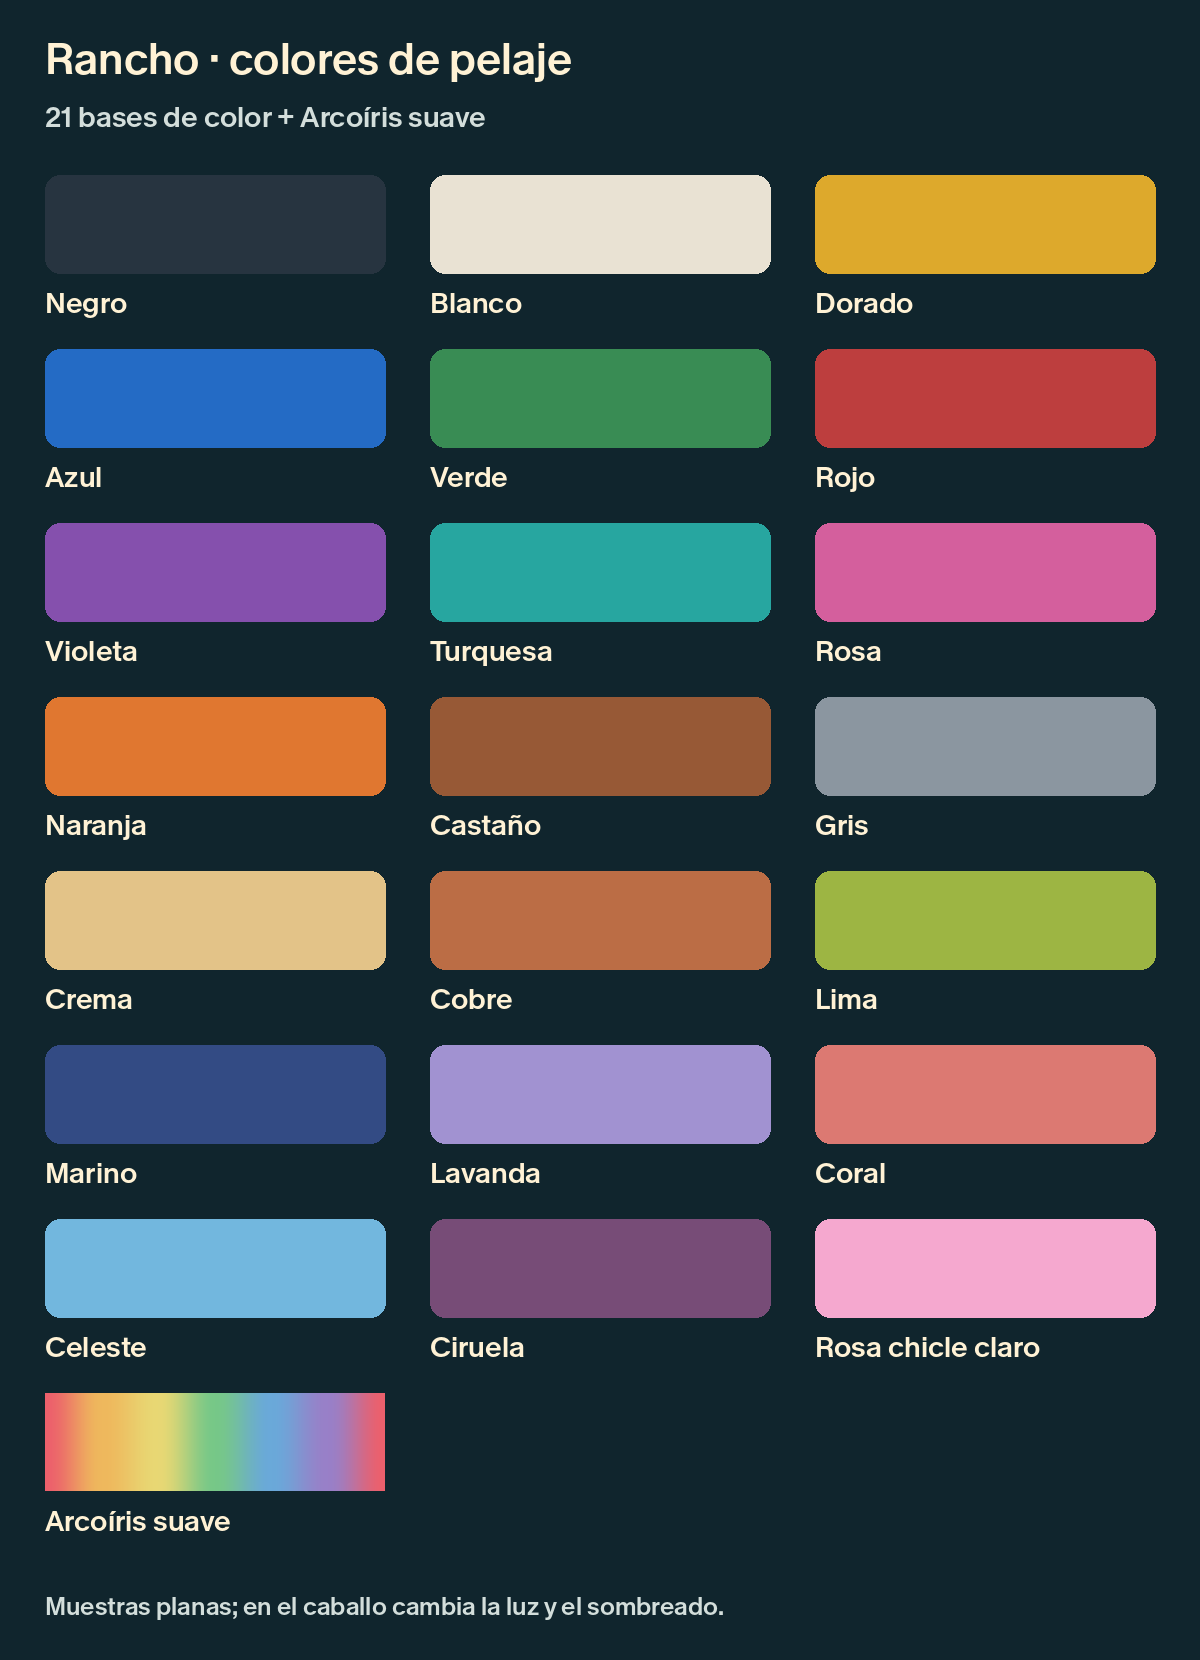 Rancho · colores de pelaje
21 bases de color + Arcoíris suave
Negro
Blanco
Dorado
Azul
Verde
Rojo
Violeta
Turquesa
Rosa
Naranja
Castaño
Gris
Crema
Cobre
Lima
Marino
Lavanda
Coral
Celeste
Ciruela
Rosa chicle claro
Arcoíris suave
Muestras planas; en el caballo cambia la luz y el sombreado.